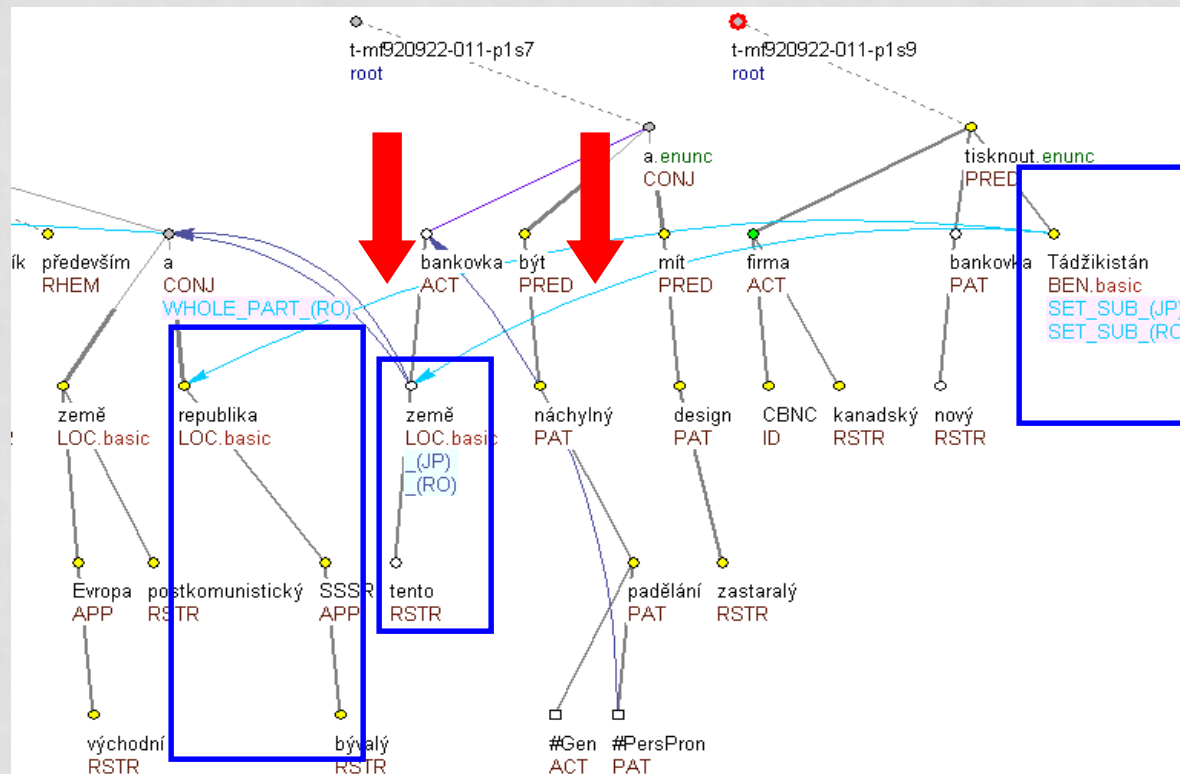 t-mf920922-011-p1s7
root
t-mf920922-011-p1s9
root
a.enunc
CONJ
tisknout.enunc
PRED
ík
především
RHEM
a
CONJ
WHOLE_PART_(RO)
bankovka
ACT
být
PRED
mít
PRED
firma
ACT
bankovka
PAT
Tádžikistán
BEN.basic
SET_SUB_(JP)
SET_SUB_(RO
země
LOC.basic
republika
LOC.basic
země
LOC.basic
_(JP)
_(RO)
náchylný
PAT
design
PAT
CBNC
ID
kanadský
RSTR
nový
RSTR
Evropa
APP
postkomunistický
RSTR
SSSR
APP
tento
RSTR
padělání
PAT
zastaralý
RSTR
východní
RSTR
bývalý
RSTR
#Gen
ACT
#PersPron
PAT